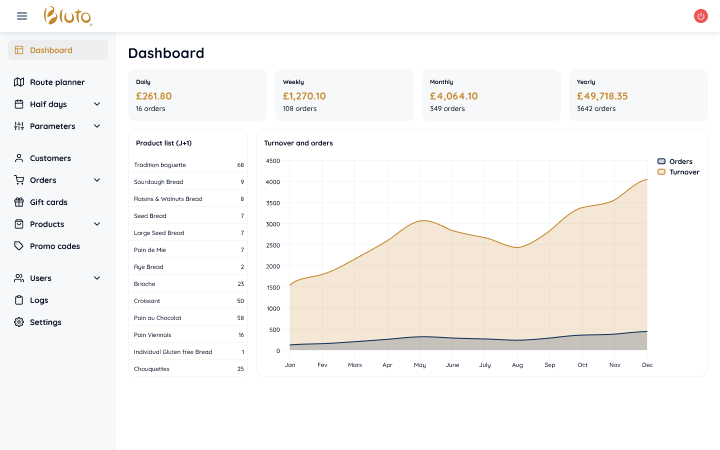 Bluto
Dashboard
Route planner
Half days
Parameters
Customers
Orders
Gift cards
Products
Promo codes
Users
Logs
Settings
Dashboard
Daily
£261.80
16 orders
Weekly
£1,270.10
108 orders
Monthly
£4,064.10
349 orders
Yearly
£49,718.35
3642 orders
Product list (J+1)
Tradition baguette 68
Sourdough Bread 9
Raisins & Walnuts Bread 8
Seed Bread 7
Large Seed Bread 7
Pain de Mie 7
Rye Bread 2
Brioche 23
Croissant 50
Pain au Chocolat 58
Pain Viennois 16
Individual Gluten free Bread 1
Chouquettes 25
Turnover and orders
4500
4000
3500
3000
2500
2000
1500
1000
500
0
Jan Fev Mars Apr May June July Aug Sep Oct Nov Dec
Orders
Turnover